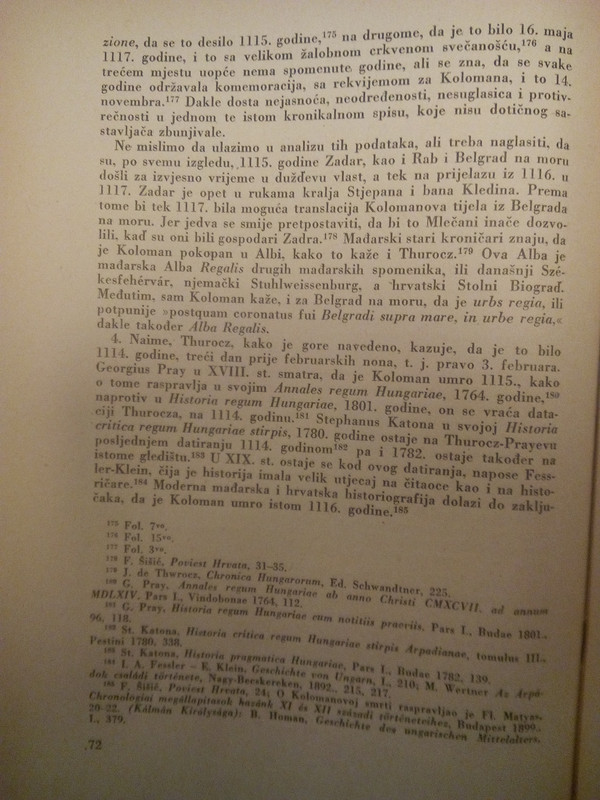 zione, da se to desilo 1115. godine,¹⁷⁵ na drugome, da je to bilo 16. maja
1117. godine, i to sa velikom žalobnom crkvenom svečanošću,¹⁷⁶ a na
trećem mjestu uopće nema spomenute godine, ali se zna, da se svake
godine održavala komemoracija, sa rekvijemom za Kolomana, i to 14.
novembra.¹⁷⁷ Dakle dosta nejasnoća, neodređenosti, nesuglasica i protiv-
rečnosti u jednom te istom kronikalnom spisu, koje nisu dotičnog sa-
stavljača zbunjivale.
Ne mislimo da ulazimo u analizu tih podataka, ali treba naglasiti, da
su, po svemu izgledu, 1115. godine Zadar, kao i Rab i Belgrad na moru
došli za izvjesno vrijeme u duždevu vlast, a tek na prijelazu iz 1116. u
1117. Zadar je opet u rukama kralja Stjepana i bana Kledina. Prema
tome bi tek 1117. bila moguća translacija Kolomanova tijela iz Belgrada
na moru. Jer jedva se smije pretpostaviti, da bi to Mlečani inače dozvo-
lili, kad su oni bili gospodari Zadra.¹⁷⁸ Mađarski stari kroničari znaju, da
je Koloman pokopan u Albi, kako to kaže i Thurocz.¹⁷⁹ Ova Alba je
mađarska Alba Regalis drugih mađarskih spomenika, ili današnji Szé-
kesfehérvár, njemački Stuhlweissenburg, a hrvatski Stolni Biograd.
Međutim, sam Koloman kaže, i za Belgrad na moru, da je urbs regia, ili
potpunije »postquam coronatus fui Belgradi supra mare, in urbe regia,«
dakle također Alba Regalis.
4. Naime, Thurocz, kako je gore navedeno, kazuje, da je to bilo
1114. godine, treći dan prije februarskih nona, t. j. pravo 3. februara.
Georgius Pray u XVIII. st. smatra, da je Koloman umro 1115., kako
o tome raspravlja u svojim Annales regum Hungariae, 1764. godine,¹⁸⁰
naprotiv u Historia regum Hungariae, 1801. godine, on se vraća data-
ciji Thurocza, na 1114. godinu.¹⁸¹ Stephanus Katona u svojoj Historia
critica regum Hungariae stirpis, 1780. godine ostaje na Thurocz-Prayevu
posljednjem datiranju 1114. godinom¹⁸² pa i 1782. ostaje također na
istome gledištu.¹⁸³ U XIX. st. ostaje se kod ovog datiranja, napose Fess-
ler-Klein, čija je historija imala velik utjecaj na čitaoce kao i na histo-
ričare.¹⁸⁴ Moderna mađarska i hrvatska historiografija dolazi do zaklju-
čaka, da je Koloman umro istom 1116. godine.¹⁸⁵
¹⁷⁵ Fol. 7ᵛᵒ.
¹⁷⁶ Fol. 15ᵛᵒ.
¹⁷⁷ Fol. 3ᵛᵒ.
¹⁷⁸ F. Šišić, Poviest Hrvata, 31–35.
¹⁷⁹ J. de Thwrocz, Chronica Hungarorum, Ed. Schwandtner, 225.
¹⁸⁰ G. Pray, Annales regum Hungariae ab anno Christi CMXCVII. ad annum
MDLXIV. Pars I., Vindobonae 1764, 112.
¹⁸¹ G. Pray, Historia regum Hungariae cum notitiis praeviis, Pars I., Budae 1801.,
96, 118.
¹⁸² St. Katona, Historia critica regum Hungariae stirpis Arpadianae, tomulus III.,
Pestini 1780, 338.
¹⁸³ St. Katona, Historia pragmatica Hungariae, Pars I., Budae 1782, 139.
¹⁸⁴ I. A. Fessler – E. Klein, Geschichte von Ungarn, I., 210; M. Wertner Az Árpá-
dok családi története, Nagy-Becskereken, 1892., 215, 217.
¹⁸⁵ F. Šišić, Poviest Hrvata, 24; O Kolomanovoj smrti raspravljao je Fl. Matyas,
Chronologiai megállapitarok hazánk XI és XII századi történeteihez, Budapest 1899.,
20–22. (Kálmán Királysága); B. Homan, Geschichte des ungarischen Mittelalters,
I., 379.
72